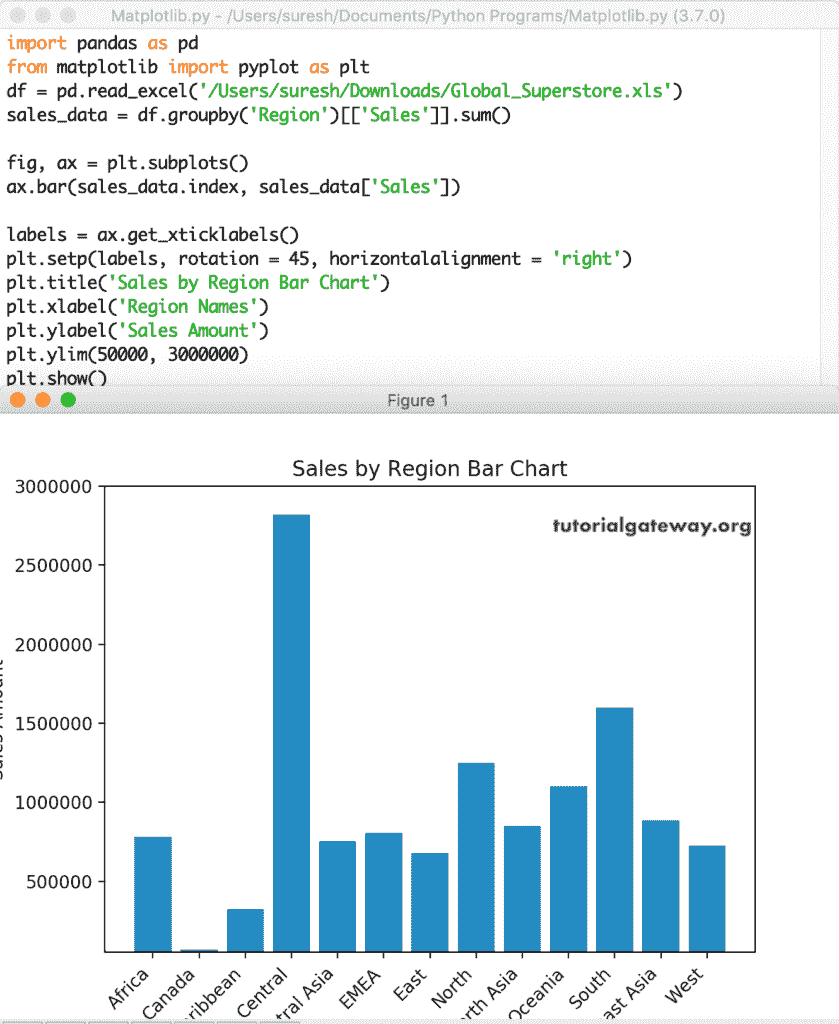 Matplotlib.py - /Users/suresh/Documents/Python Programs/Matplotlib.py (3.7.0)
import pandas as pd
from matplotlib import pyplot as plt
df = pd.read_excel('/Users/suresh/Downloads/Global_Superstore.xls')
sales_data = df.groupby('Region')[['Sales']].sum()
fig, ax = plt.subplots()
ax.bar(sales_data.index, sales_data['Sales'])
labels = ax.get_xticklabels()
plt.setp(labels, rotation = 45, horizontalalignment = 'right')
plt.title('Sales by Region Bar Chart')
plt.xlabel('Region Names')
plt.ylabel('Sales Amount')
plt.ylim(50000, 3000000)
plt.show()
Figure 1
Sales by Region Bar Chart
tutorialgateway.org
3000000
2500000
2000000
1500000
1000000
500000
Africa
Canada
ribbean
Central
tral Asia
EMEA
East
North
rth Asia
Oceania
South
ast Asia
West